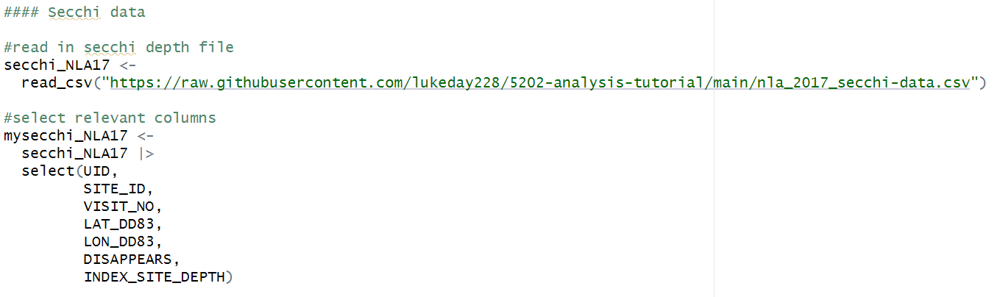 #### Secchi data
#read in secchi depth file
secchi_NLA17 <-
read_csv("https://raw.githubusercontent.com/lukeday228/5202-analysis-tutorial/main/nla_2017_secchi-data.csv")
#select relevant columns
mysecchi_NLA17 <-
secchi_NLA17 |>
select(UID,
SITE_ID,
VISIT_NO,
LAT_DD83,
LON_DD83,
DISAPPEARS,
INDEX_SITE_DEPTH)